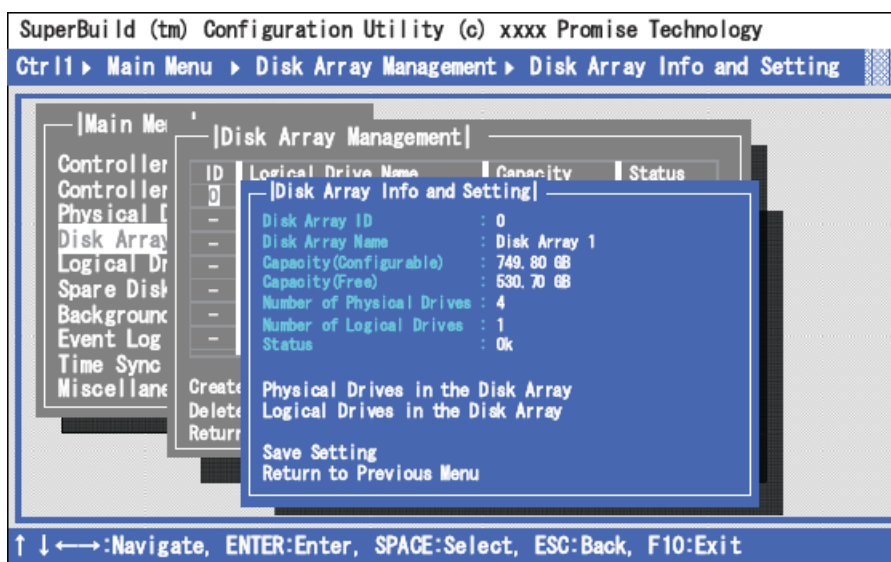 SuperBuild (tm) Configuration Utility (c) xxxx Promise Technology
Ctrl1 ▶ Main Menu ▶ Disk Array Management ▶ Disk Array Info and Setting
|Main Me
Controller
Controller
Physical D
Disk Array
Logical Dr
Spare Disk
Background
Event Log
Time Sync
Miscellane
|Disk Array Management|
ID Logical Drive Name Capacity Status
0
-
-
-
-
-
-
Create
Delete
Return
|Disk Array Info and Setting|
Disk Array ID : 0
Disk Array Name : Disk Array 1
Capacity(Configurable) : 749.80 GB
Capacity(Free) : 530.70 GB
Number of Physical Drives : 4
Number of Logical Drives : 1
Status : Ok
Physical Drives in the Disk Array
Logical Drives in the Disk Array
Save Setting
Return to Previous Menu
↑ ↓ ←→:Navigate, ENTER:Enter, SPACE:Select, ESC:Back, F10:Exit